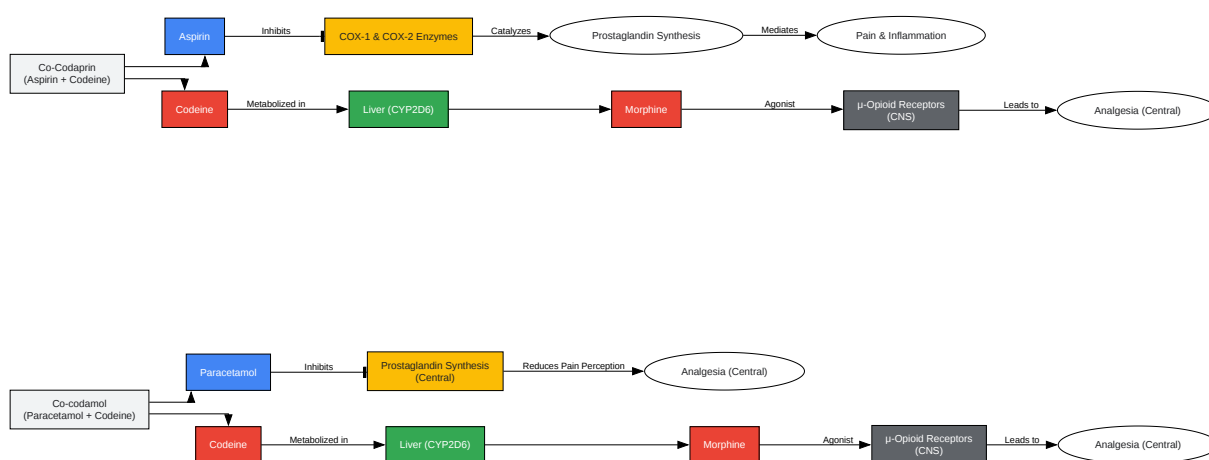 Aspirin
Inhibits
COX-1 & COX-2 Enzymes
Catalyzes
Prostaglandin Synthesis
Mediates
Pain & Inflammation
Co-Codaprin
(Aspirin + Codeine)
Codeine
Metabolized in
Liver (CYP2D6)
Morphine
Agonist
μ-Opioid Receptors
(CNS)
Leads to
Analgesia (Central)
Paracetamol
Inhibits
Prostaglandin Synthesis
(Central)
Reduces Pain Perception
Analgesia (Central)
Co-codamol
(Paracetamol + Codeine)
Codeine
Metabolized in
Liver (CYP2D6)
Morphine
Agonist
μ-Opioid Receptors
(CNS)
Leads to
Analgesia (Central)